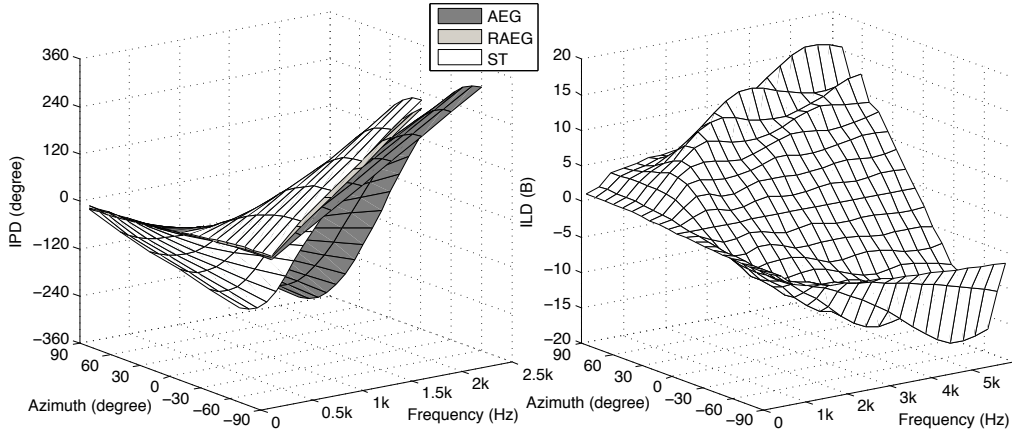 AEG
RAEG
ST
360
240
120
0
−120
−240
−360
IPD (degree)
90
60
30
0
−30
−60
−90
Azimuth (degree)
0
0.5k
1k
1.5k
2k
2.5k
Frequency (Hz)
20
15
10
5
0
−5
−10
−15
−20
ILD (B)
90
60
30
0
−30
−60
−90
Azimuth (degree)
0
1k
2k
3k
4k
5k
Frequency (Hz)